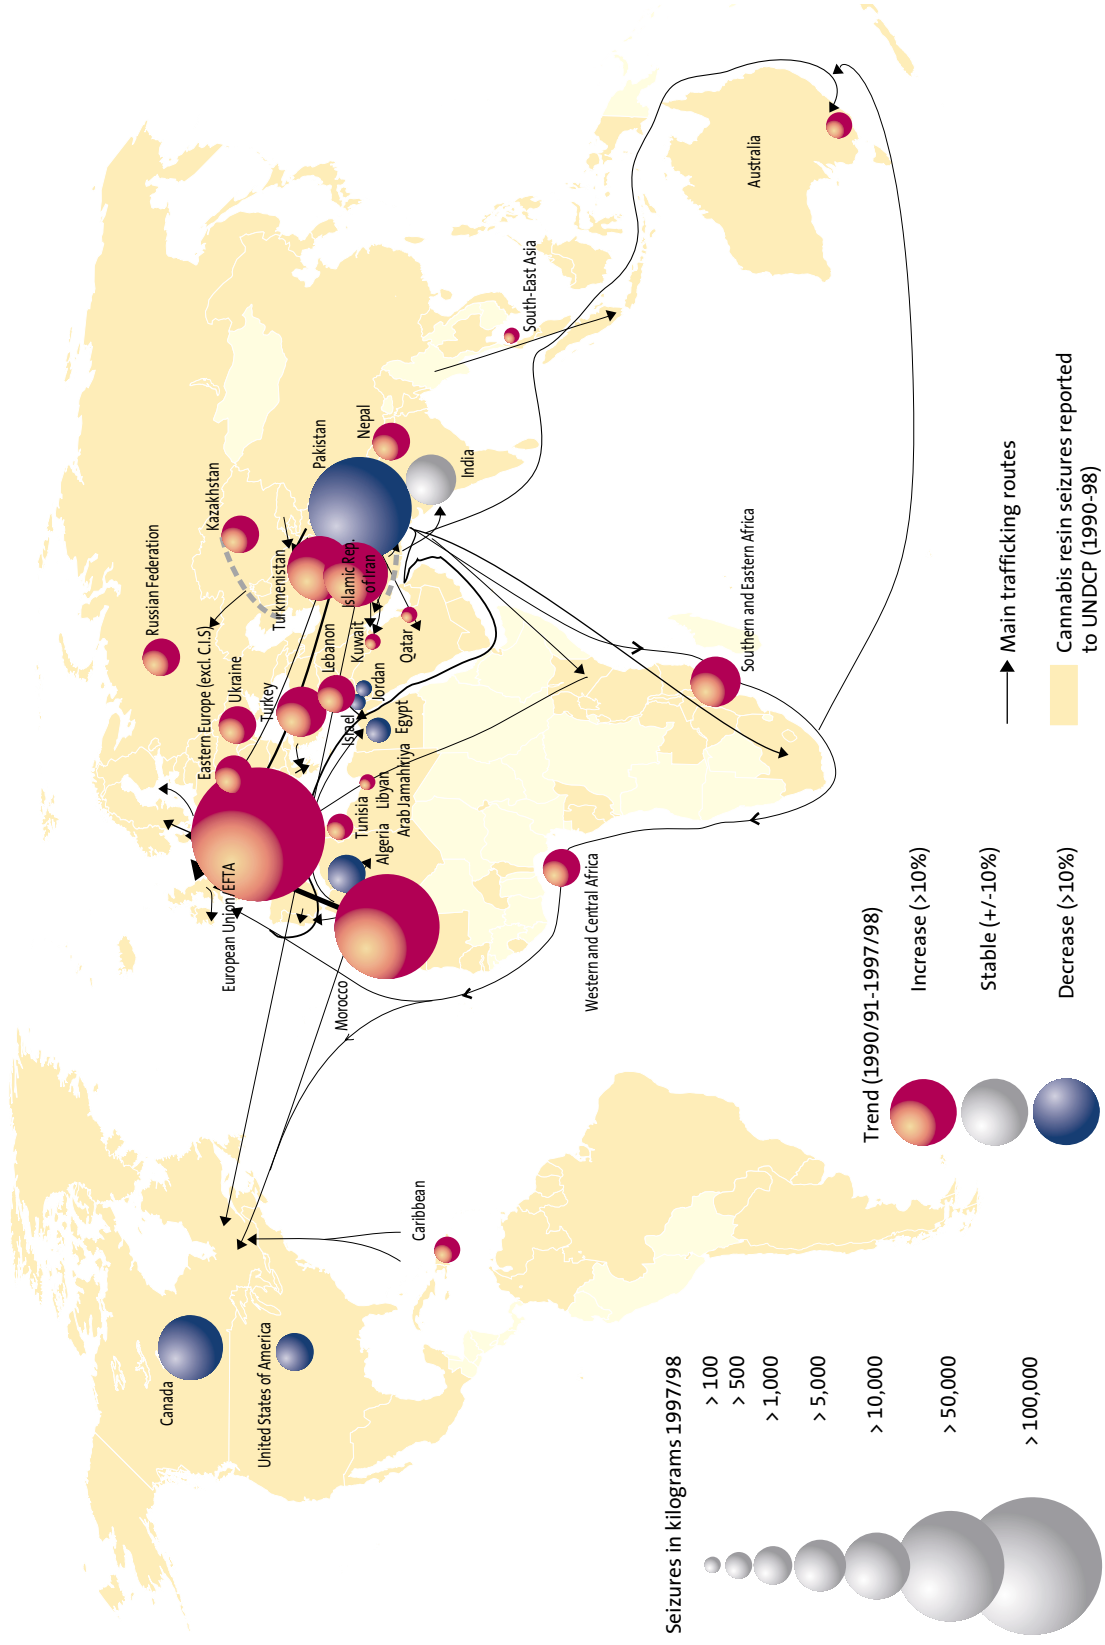 Canada
United States of America
Caribbean
European Union/EFTA
Morocco
Western and Central Africa
Algeria
Tunisia
Libyan
Arab Jamahiriya
Egypt
Israel
Jordan
Lebanon
Kuwait
Qatar
Turkey
Ukraine
Eastern Europe (excl. C.I.S)
Russian Federation
Turkmenistan
Islamic Rep.
of Iran
Kazakhstan
Pakistan
Nepal
India
South-East Asia
Southern and Eastern Africa
Australia
Seizures in kilograms 1997/98
> 100
> 500
> 1,000
> 5,000
> 10,000
> 50,000
> 100,000
Trend (1990/91-1997/98)
Increase (>10%)
Stable (+/-10%)
Decrease (>10%)
Main trafficking routes
Cannabis resin seizures reported
to UNDCP (1990-98)